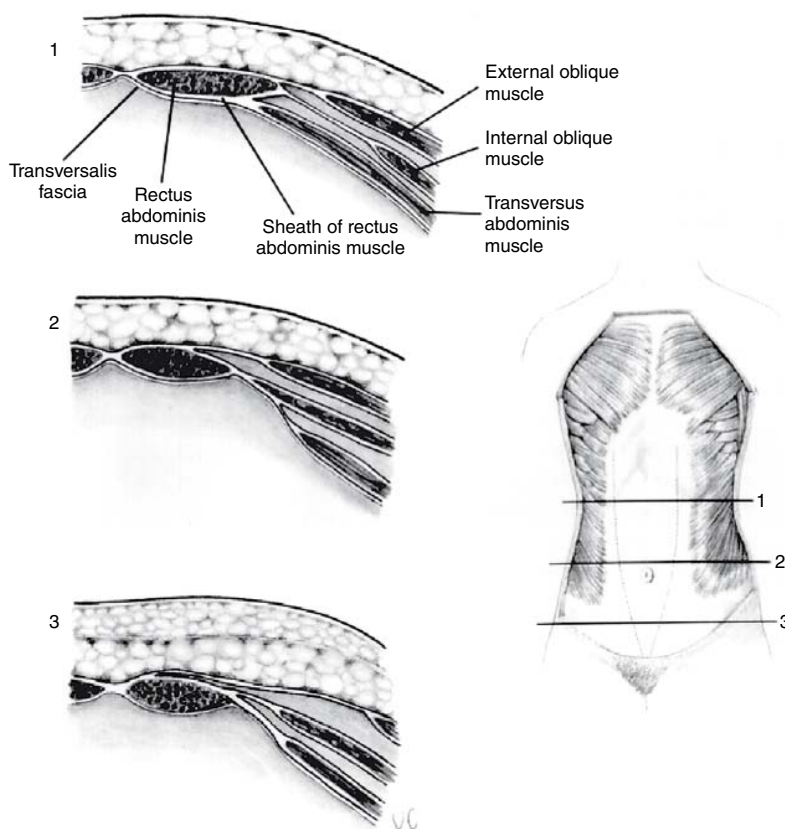 1
External oblique
muscle
Internal oblique
muscle
Transversus
abdominis
muscle
Transversalis
fascia
Rectus
abdominis
muscle
Sheath of rectus
abdominis muscle
2
3
1
2
3
VC